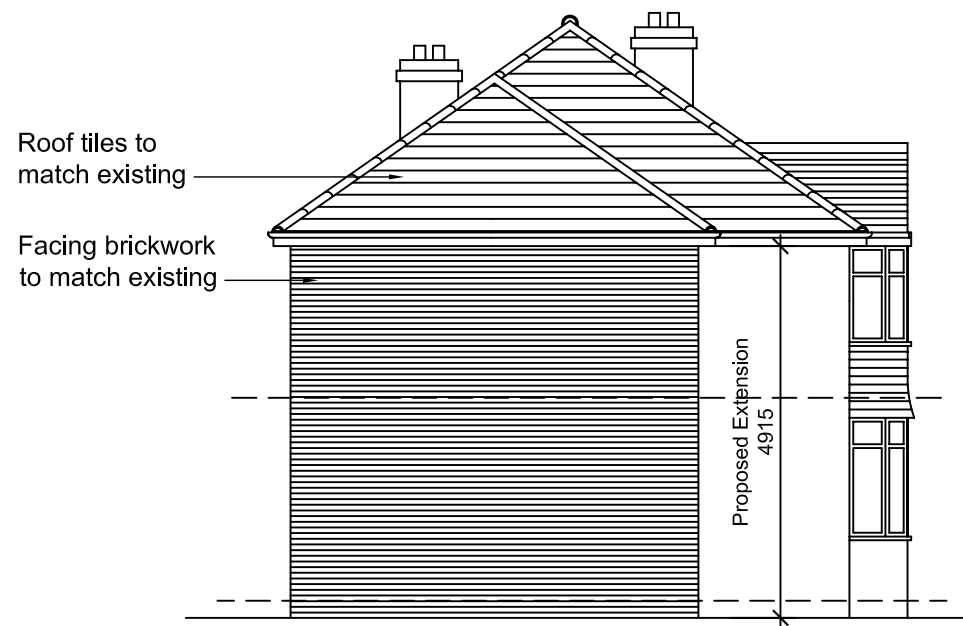 Roof tiles to
match existing
Facing brickwork
to match existing
Proposed Extension
4915